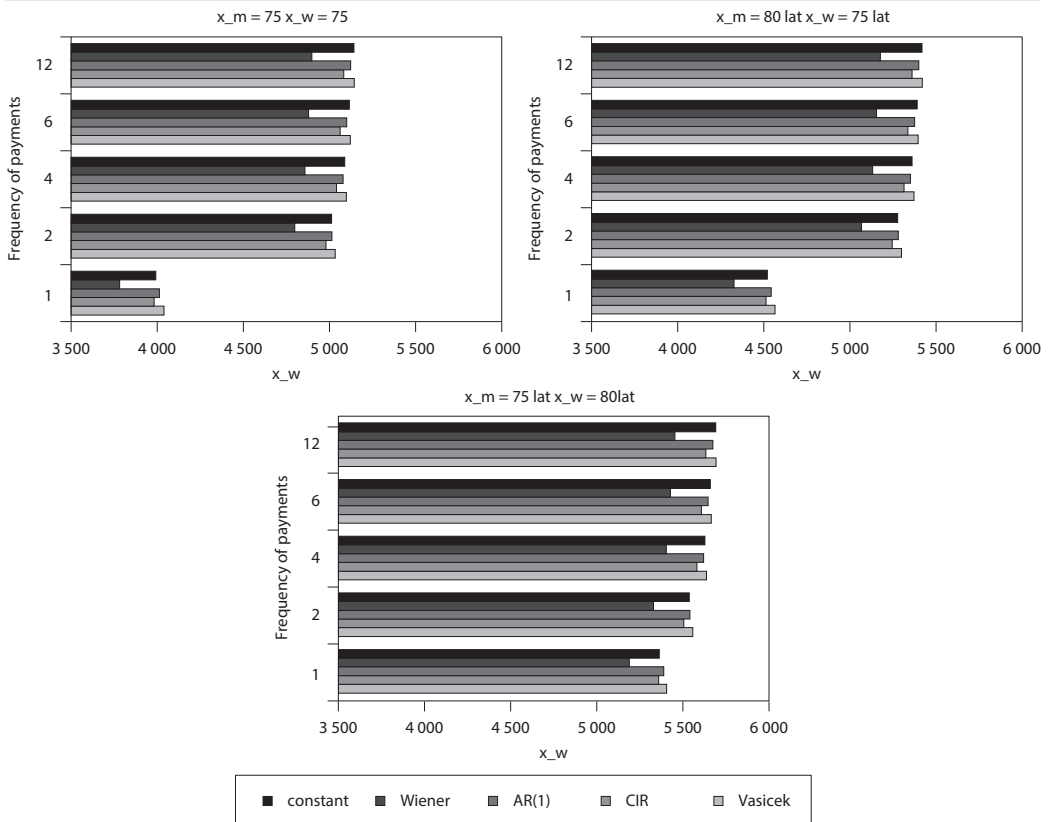 x_m = 75 x_w = 75
Frequency of payments
12
6
4
2
1
3 500 4 000 4 500 5 000 5 500 6 000
x_w
x_m = 80 lat x_w = 75 lat
Frequency of payments
12
6
4
2
1
3 500 4 000 4 500 5 000 5 500 6 000
x_w
x_m = 75 lat x_w = 80lat
Frequency of payments
12
6
4
2
1
3 500 4 000 4 500 5 000 5 500 6 000
x_w
constant Wiener AR(1) CIR Vasicek